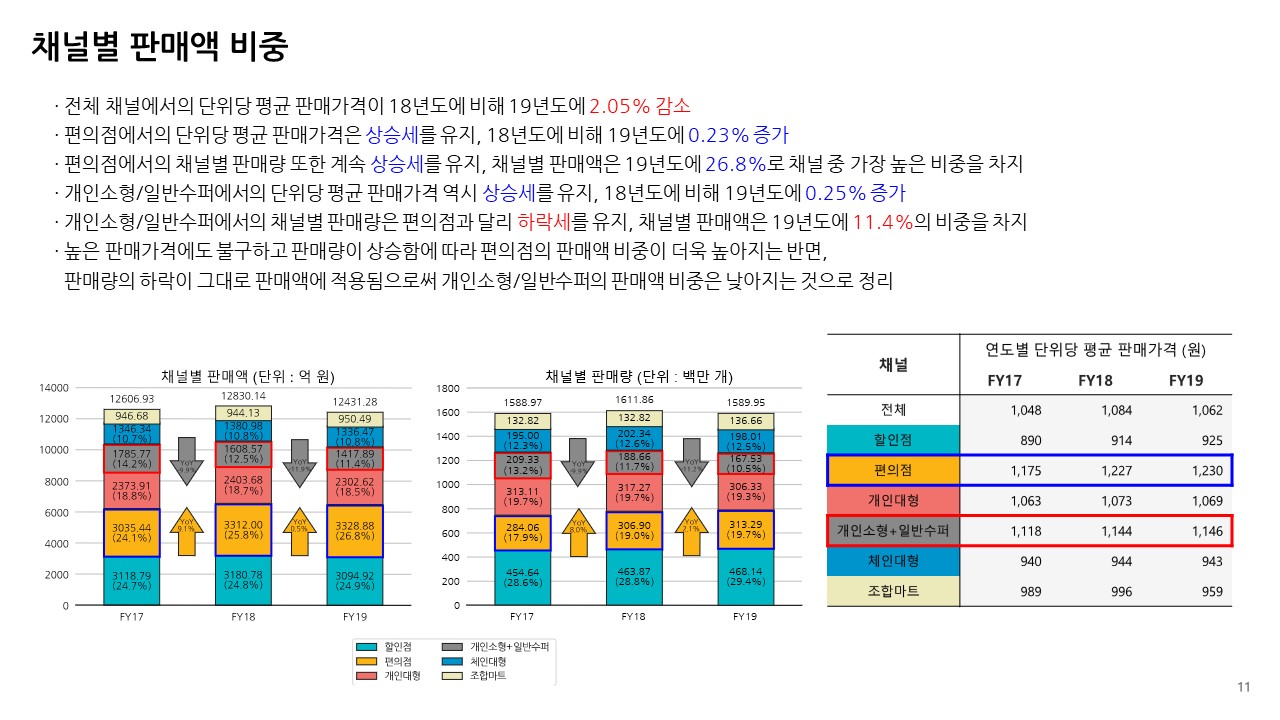 채널별 판매액 비중
· 전체 채널에서의 단위당 평균 판매가격이 18년도에 비해 19년도에 2.05% 감소
· 편의점에서의 단위당 평균 판매가격은 상승세를 유지, 18년도에 비해 19년도에 0.23% 증가
· 편의점에서의 채널별 판매량 또한 계속 상승세를 유지, 채널별 판매액은 19년도에 26.8%로 채널 중 가장 높은 비중을 차지
· 개인소형/일반수퍼에서의 단위당 평균 판매가격 역시 상승세를 유지, 18년도에 비해 19년도에 0.25% 증가
· 개인소형/일반수퍼에서의 채널별 판매량은 편의점과 달리 하락세를 유지, 채널별 판매액은 19년도에 11.4%의 비중을 차지
· 높은 판매가격에도 불구하고 판매량이 상승함에 따라 편의점의 판매액 비중이 더욱 높아지는 반면,
판매량의 하락이 그대로 판매액에 적용됨으로써 개인소형/일반수퍼의 판매액 비중은 낮아지는 것으로 정리
채널별 판매액 (단위 : 억 원)
14000
12000
10000
8000
6000
4000
2000
0
12606.93 12830.14 12431.28
946.68 944.13 950.49
1346.34 1380.98 1336.47
(10.7%) (10.8%) (10.8%)
1785.77 1608.57 1417.89
(14.2%) (12.5%) (11.4%)
YoY YoY
-9.9% -11.9%
2373.91 2403.68 2302.62
(18.8%) (18.7%) (18.5%)
YoY YoY
9.1% 0.5%
3035.44 3312.00 3328.88
(24.1%) (25.8%) (26.8%)
3118.79 3180.78 3094.92
(24.7%) (24.8%) (24.9%)
FY17 FY18 FY19
채널별 판매량 (단위 : 백만 개)
1800
1600
1400
1200
1000
800
600
400
200
0
1588.97 1611.86 1589.95
132.82 132.82 136.66
195.00 202.34 198.01
(12.3%) (12.6%) (12.5%)
209.33 188.66 167.53
(13.2%) (11.7%) (10.5%)
YoY YoY
-9.9% -11.2%
313.11 317.27 306.33
(19.7%) (19.7%) (19.3%)
YoY YoY
8.0% 2.1%
284.06 306.90 313.29
(17.9%) (19.0%) (19.7%)
454.64 463.87 468.14
(28.6%) (28.8%) (29.4%)
FY17 FY18 FY19
할인점 개인소형+일반수퍼
편의점 체인대형
개인대형 조합마트
채널 연도별 단위당 평균 판매가격 (원)
FY17 FY18 FY19
전체 1,048 1,084 1,062
할인점 890 914 925
편의점 1,175 1,227 1,230
개인대형 1,063 1,073 1,069
개인소형+일반수퍼 1,118 1,144 1,146
체인대형 940 944 943
조합마트 989 996 959
11